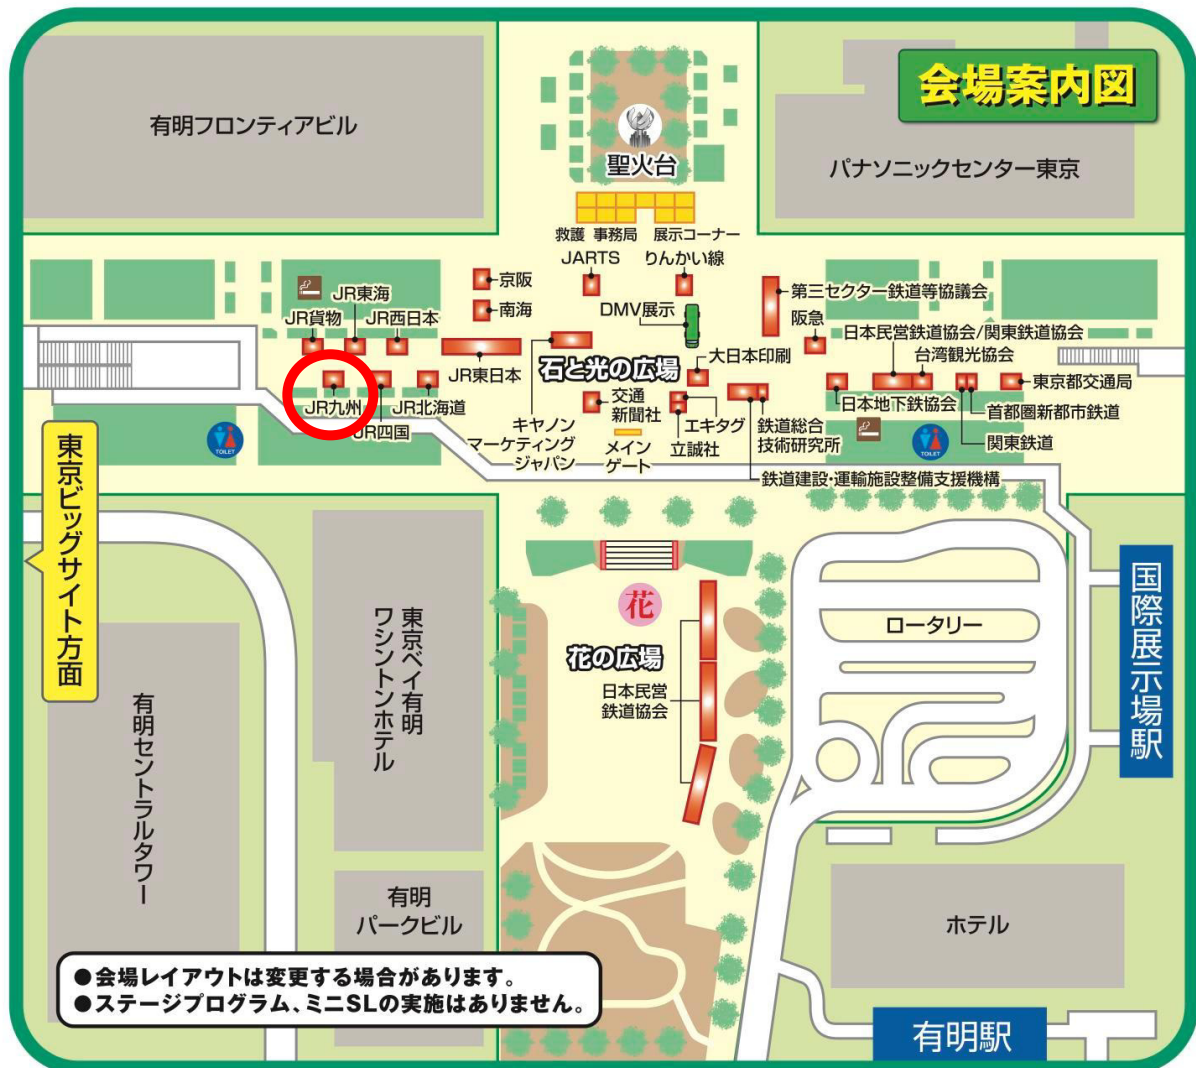 会場案内図
有明フロンティアビル
聖火台
パナソニックセンター東京
救護 事務局 展示コーナー
JARTS
りんかい線
京阪
南海
DMV展示
第三セクター鉄道等協議会
阪急
日本民営鉄道協会/関東鉄道協会
台湾観光協会
JR東海
JR貨物
JR西日本
JR東日本
石と光の広場
大日本印刷
JR九州
JR四国
JR北海道
キヤノン
マーケティング
ジャパン
交通
新聞社
メイン
ゲート
エキタグ
立誠社
鉄道総合
技術研究所
鉄道建設・運輸施設整備支援機構
日本地下鉄協会
東京都交通局
首都圏新都市鉄道
関東鉄道
TOILET
TOILET
東京ビッグサイト方面
花
花の広場
日本民営
鉄道協会
東京ベイ有明
ワシントンホテル
有明セントラルタワー
有明
パークビル
ロータリー
国際展示場駅
ホテル
有明駅
●会場レイアウトは変更する場合があります。
●ステージプログラム、ミニSLの実施はありません。